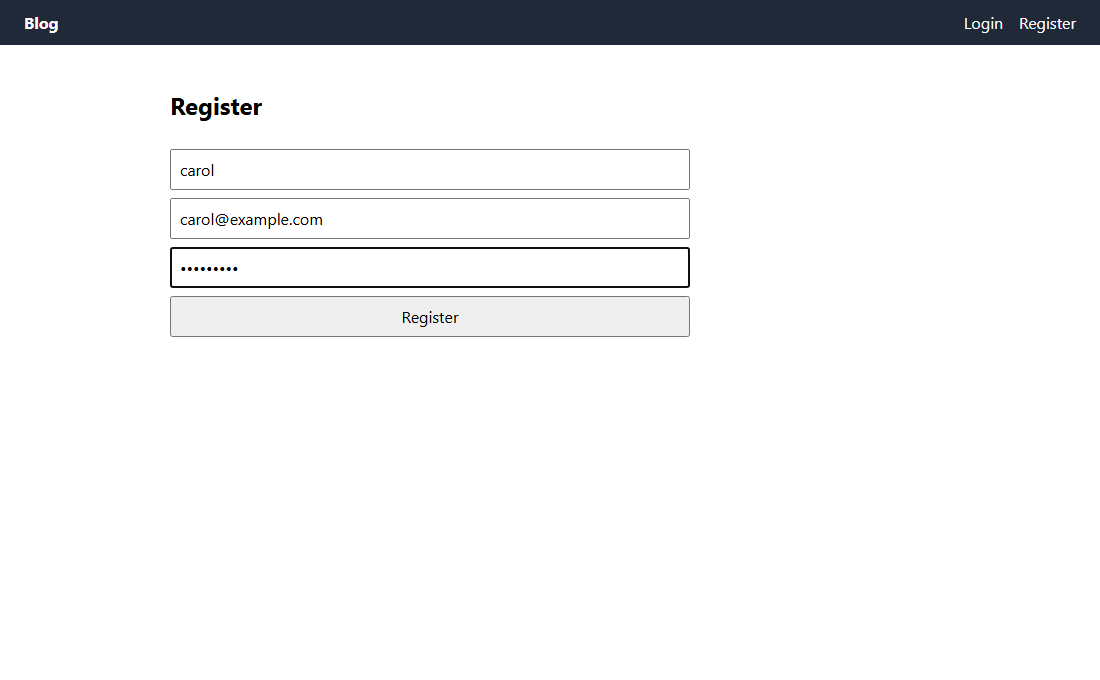 Blog
Login Register
Register
carol
carol@example.com
•••••••••
Register